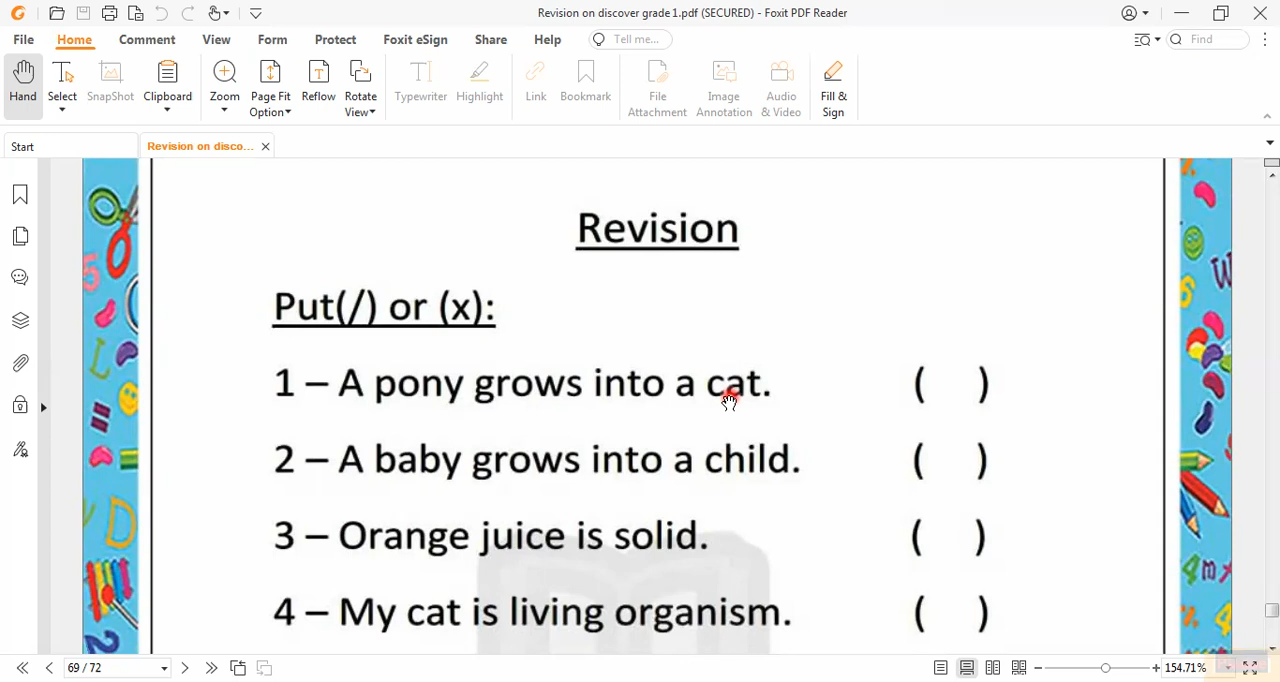 Revision on discover grade1.pdf (SECURED) - Foxit PDF Reader
File Home Comment View Form Protect Foxit eSign Share Help Tell me... Find
Hand Select SnapShot Clipboard Zoom Page Fit Option Reflow Rotate View Typewriter Highlight Link Bookmark File Attachment Image Annotation Audio & Video Fill & Sign
Start Revision on disco...
Revision
Put(/) or (x):
1 – A pony grows into a cat. ( )
2 – A baby grows into a child. ( )
3 – Orange juice is solid. ( )
4 – My cat is living organism. ( )
69 / 72 154.71%